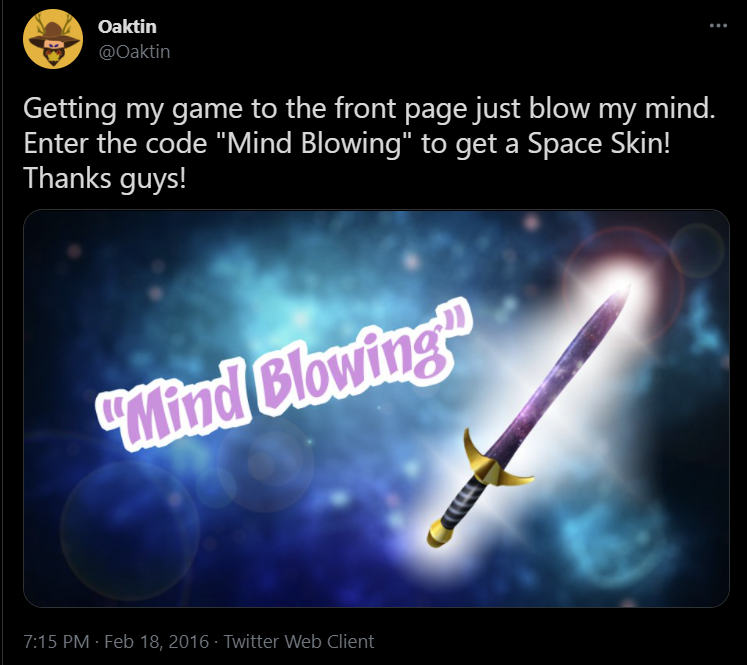 Oaktin
@Oaktin
Getting my game to the front page just blow my mind.
Enter the code "Mind Blowing" to get a Space Skin!
Thanks guys!
"Mind Blowing"
7:15 PM · Feb 18, 2016 · Twitter Web Client